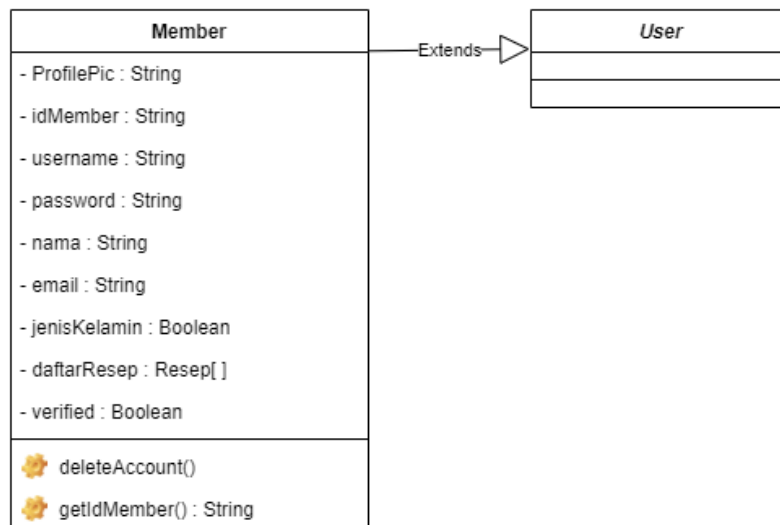 Member
- ProfilePic : String
- idMember : String
- username : String
- password : String
- nama : String
- email : String
- jenisKelamin : Boolean
- daftarResep : Resep[ ]
- verified : Boolean
deleteAccount()
getIdMember() : String
Extends
User